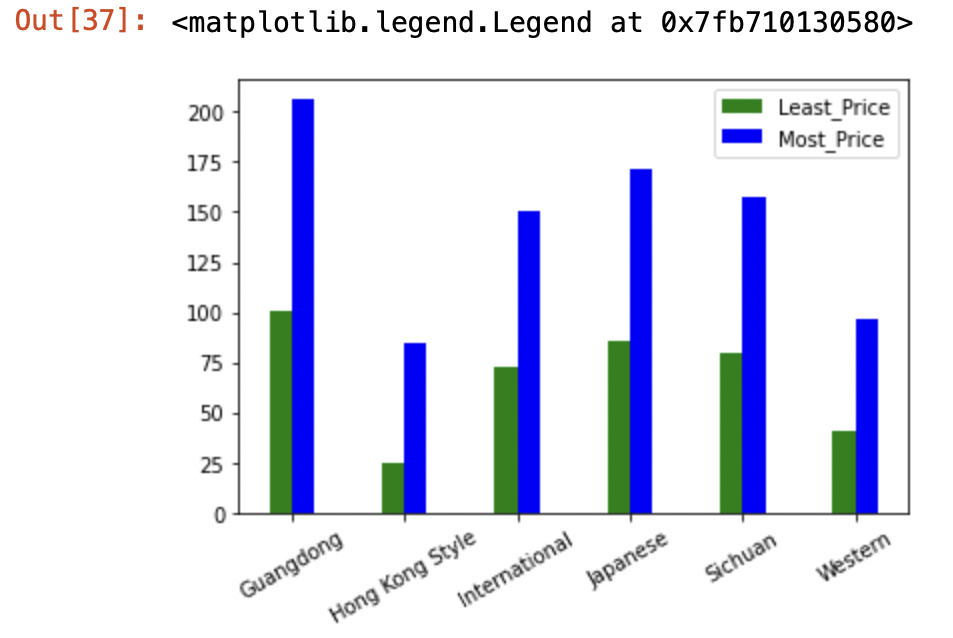 Out[37]: <matplotlib.legend.Legend at 0x7fb710130580>
Least_Price
Most_Price
200
175
150
125
100
75
50
25
0
Guangdong
Hong Kong Style
International
Japanese
Sichuan
Western